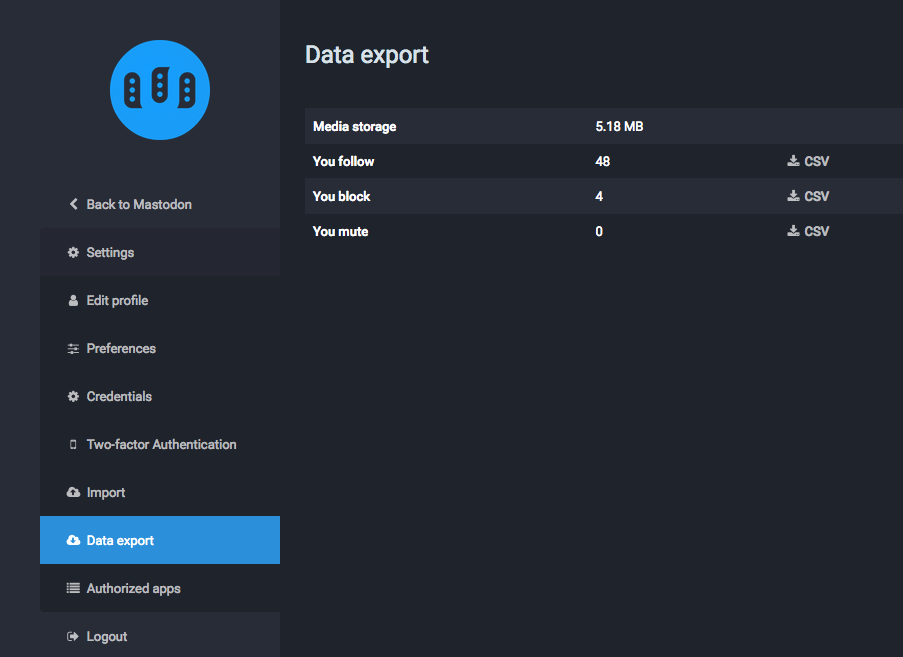 Data export
Media storage 5.18 MB
You follow 48 CSV
You block 4 CSV
You mute 0 CSV
Back to Mastodon
Settings
Edit profile
Preferences
Credentials
Two-factor Authentication
Import
Data export
Authorized apps
Logout